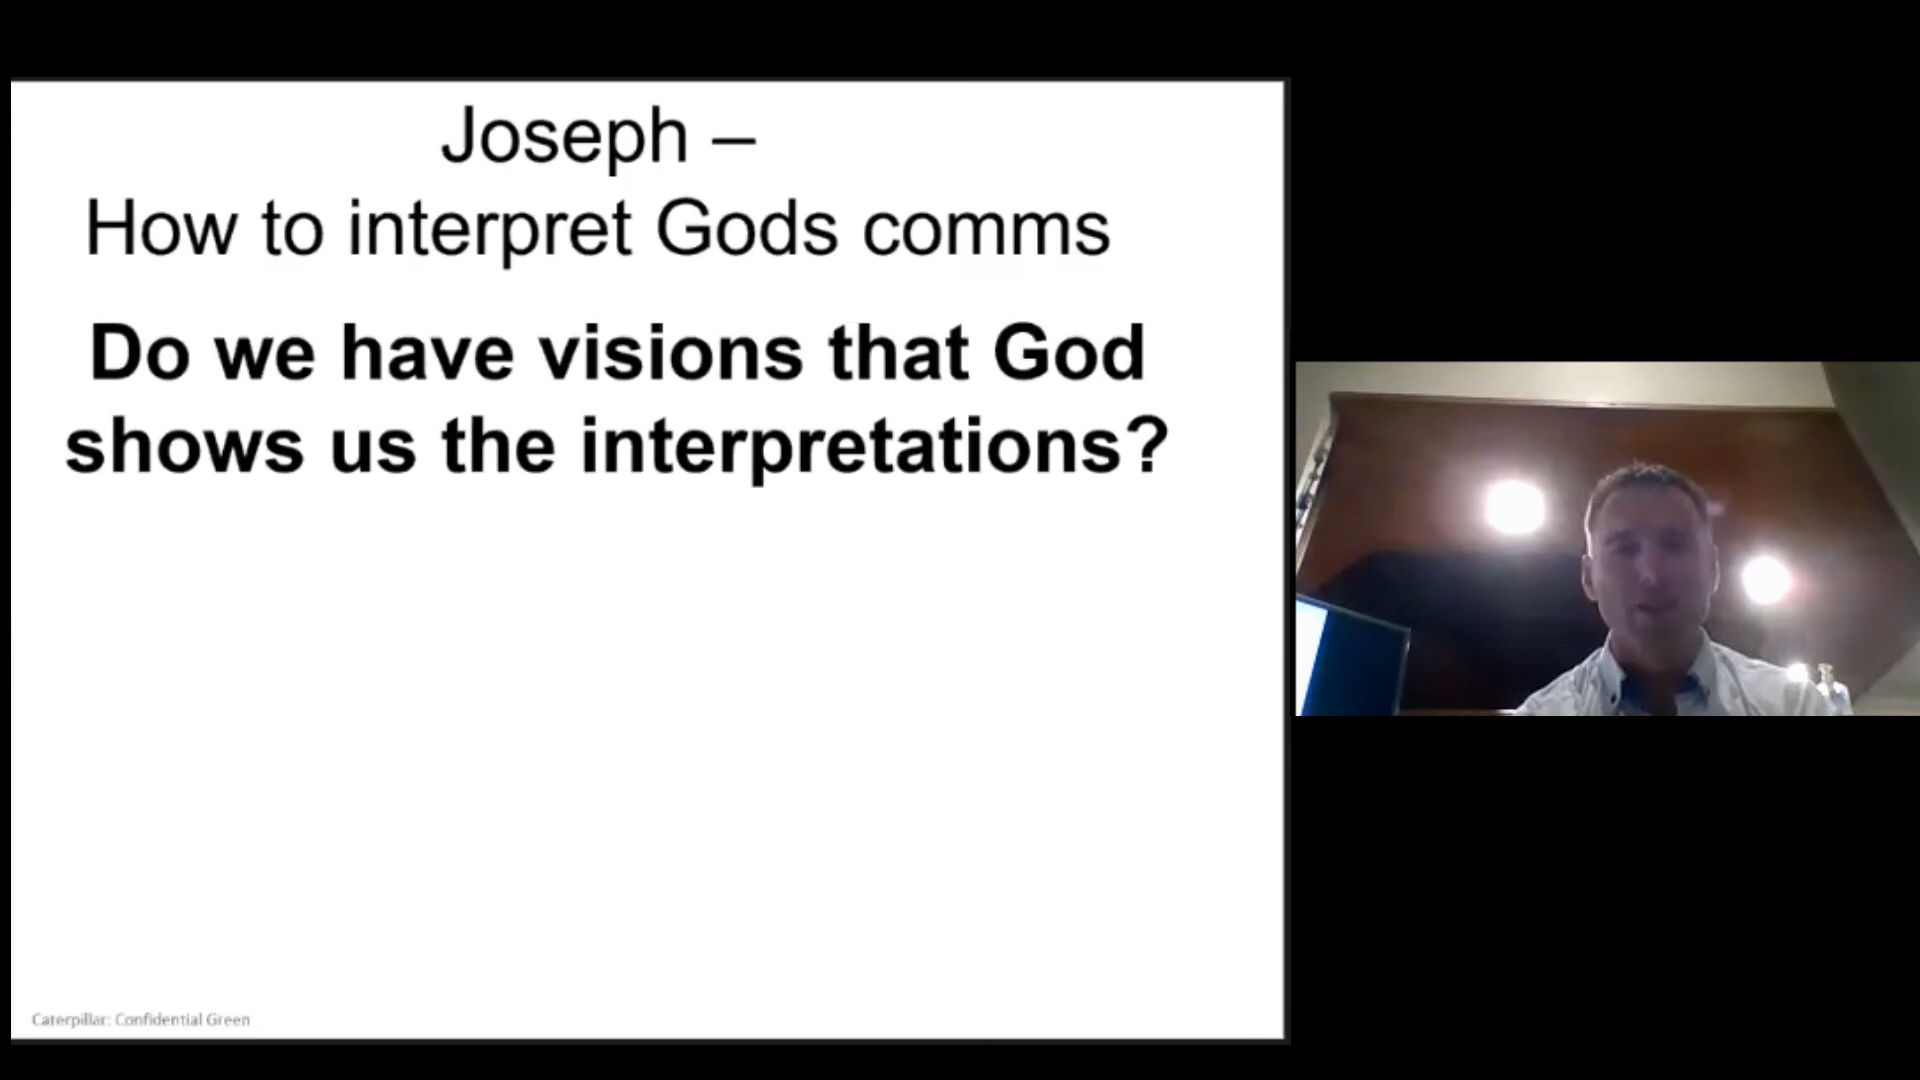 Joseph –
How to interpret Gods comms
Do we have visions that God
shows us the interpretations?
Caterpillar: Confidential Green